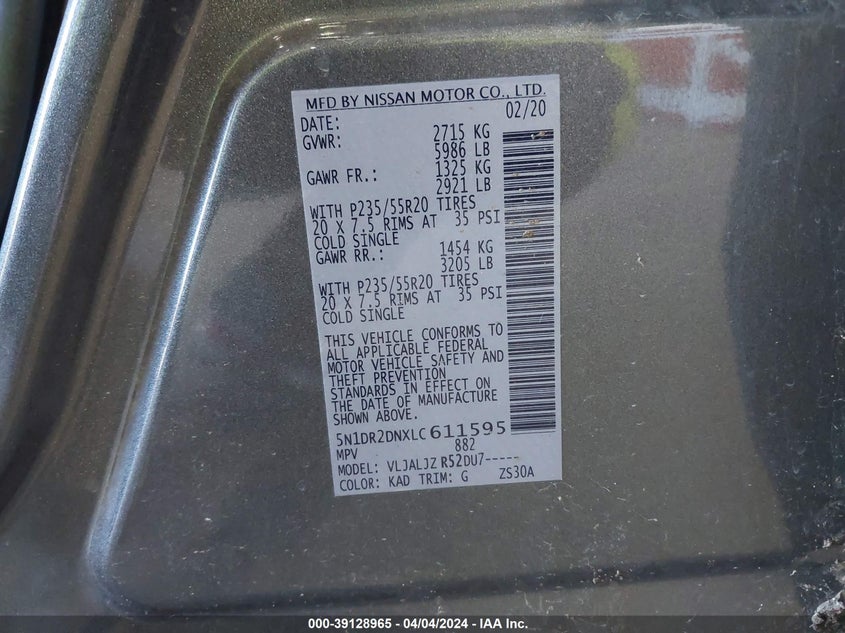 MFD BY NISSAN MOTOR CO., LTD.
DATE: 02/20
GVWR: 2715 KG
5986 LB
GAWR FR.: 1325 KG
2921 LB
WITH P235/55R20 TIRES
20 X 7.5 RIMS AT 35 PSI
COLD SINGLE
GAWR RR.: 1454 KG
3205 LB
WITH P235/55R20 TIRES
20 X 7.5 RIMS AT 35 PSI
COLD SINGLE
THIS VEHICLE CONFORMS TO
ALL APPLICABLE FEDERAL
MOTOR VEHICLE SAFETY AND
THEFT PREVENTION
STANDARDS IN EFFECT ON
THE DATE OF MANUFACTURE
SHOWN ABOVE.
5N1DR2DNXLC611595
MPV 882
MODEL: VLJALJZ R52DU7-----
COLOR: KAD TRIM: G ZS30A
000-39128965 - 04/04/2024 - IAA Inc.